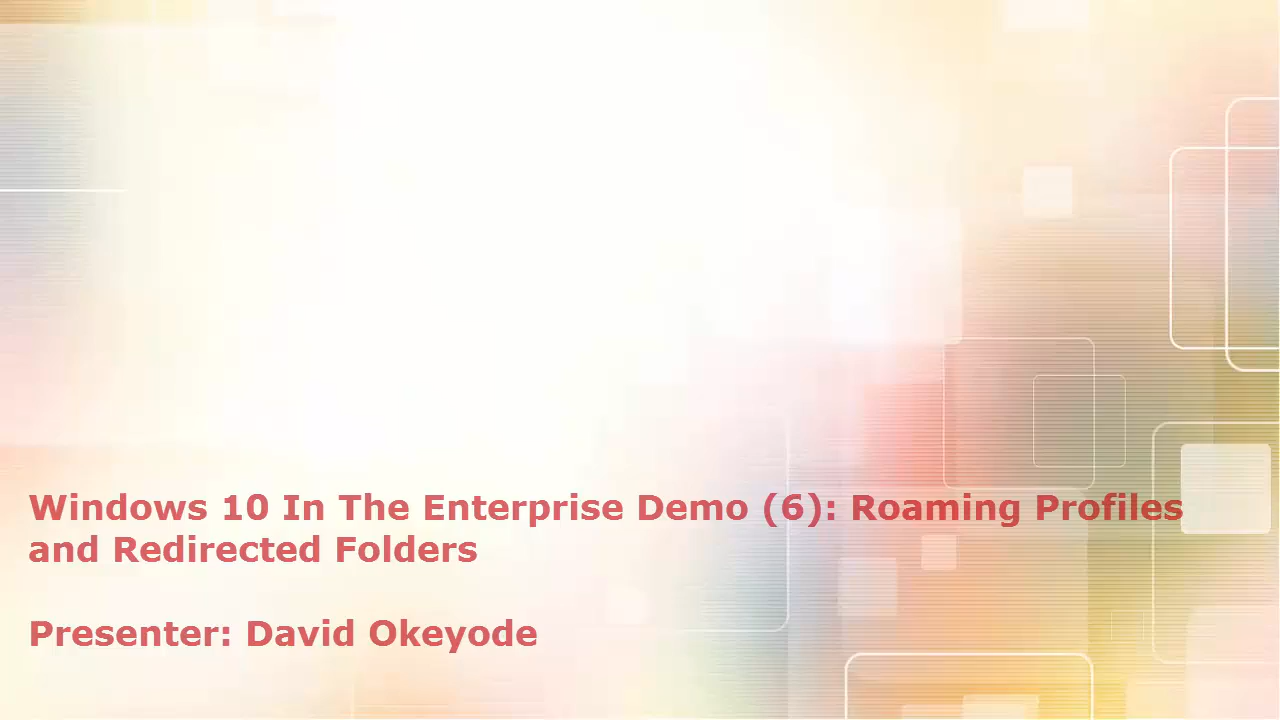 Windows 10 In The Enterprise Demo (6): Roaming Profiles
and Redirected Folders
Presenter: David Okeyode